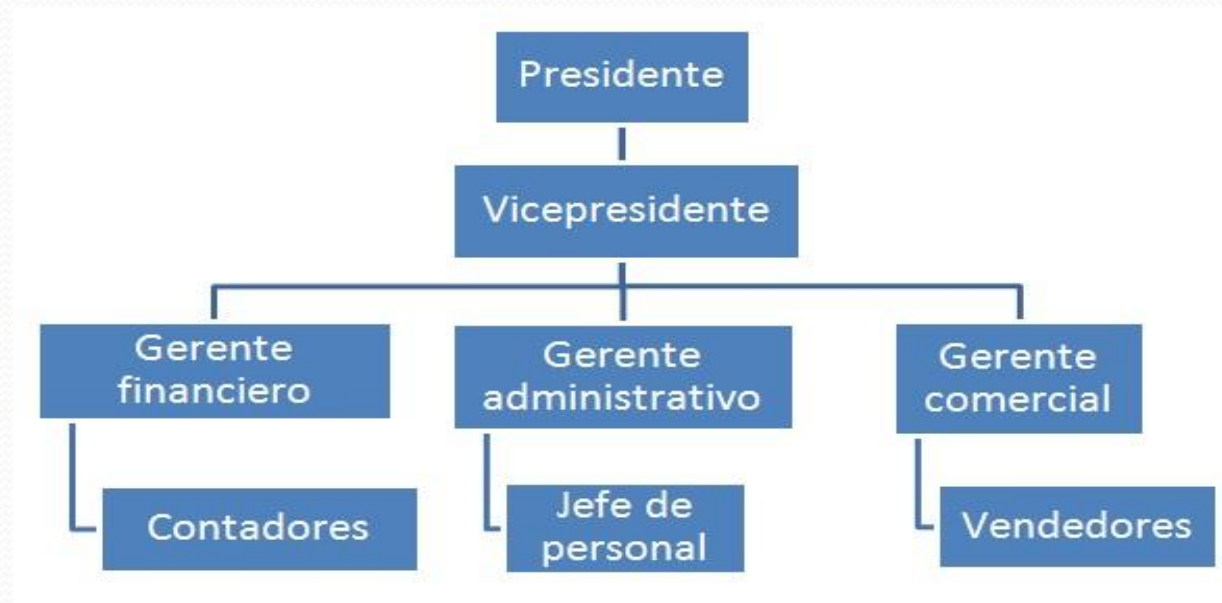 Presidente
Vicepresidente
Gerente
financiero
Gerente
administrativo
Gerente
comercial
Contadores
Jefe de
personal
Vendedores